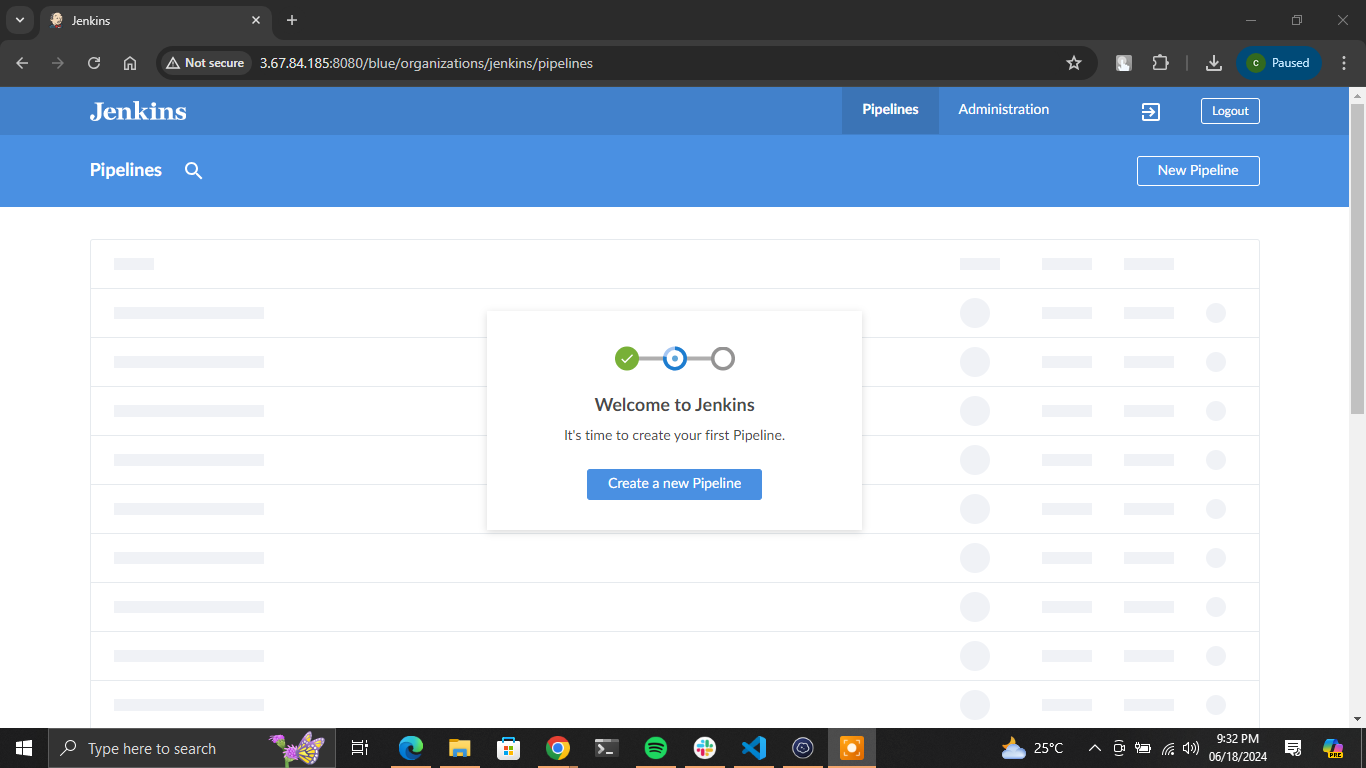 Jenkins
Not secure
3.67.84.185:8080/blue/organizations/jenkins/pipelines
c
Paused
Jenkins
Pipelines
Administration
Logout
Pipelines
New Pipeline
Welcome to Jenkins
It's time to create your first Pipeline.
Create a new Pipeline
Type here to search
25°C
9:32 PM
06/18/2024
PRE